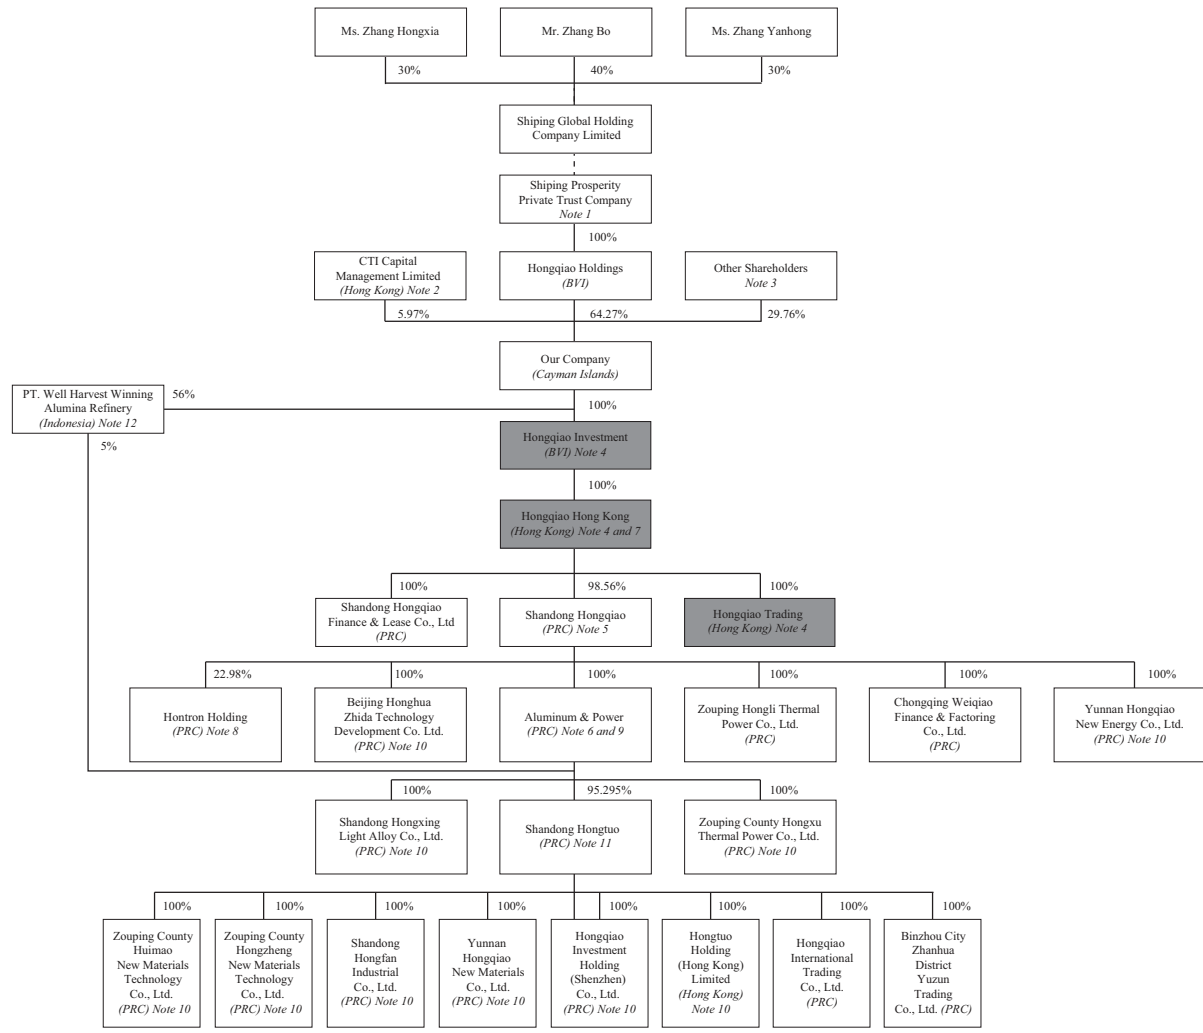 Ms. Zhang Hongxia
Mr. Zhang Bo
Ms. Zhang Yanhong
30%
40%
30%
Shiping Global Holding
Company Limited
Shiping Prosperity
Private Trust Company
Note 1
100%
CTI Capital
Management Limited
(Hong Kong) Note 2
Hongqiao Holdings
(BVI)
Other Shareholders
Note 3
5.97%
64.27%
29.76%
Our Company
(Cayman Islands)
PT. Well Harvest Winning
Alumina Refinery
(Indonesia) Note 12
56%
100%
5%
Hongqiao Investment
(BVI) Note 4
100%
Hongqiao Hong Kong
(Hong Kong) Note 4 and 7
100%
98.56%
100%
Shandong Hongqiao
Finance & Lease Co., Ltd
(PRC)
Shandong Hongqiao
(PRC) Note 5
Hongqiao Trading
(Hong Kong) Note 4
22.98%
100%
100%
100%
100%
100%
Hontron Holding
(PRC) Note 8
Beijing Honghua
Zhida Technology
Development Co. Ltd.
(PRC) Note 10
Aluminum & Power
(PRC) Note 6 and 9
Zouping Hongli Thermal
Power Co., Ltd.
(PRC)
Chongqing Weiqiao
Finance & Factoring
Co., Ltd.
(PRC)
Yunnan Hongqiao
New Energy Co., Ltd.
(PRC) Note 10
100%
95.295%
100%
Shandong Hongxing
Light Alloy Co., Ltd.
(PRC) Note 10
Shandong Hongtuo
(PRC) Note 11
Zouping County Hongxu
Thermal Power Co., Ltd.
(PRC) Note 10
100%
100%
100%
100%
100%
100%
100%
100%
Zouping County
Huimao
New Materials
Technology
Co., Ltd.
(PRC) Note 10
Zouping County
Hongzheng
New Materials
Technology
Co., Ltd.
(PRC) Note 10
Shandong
Hongfan
Industrial
Co., Ltd.
(PRC) Note 10
Yunnan
Hongqiao
New Materials
Co., Ltd.
(PRC) Note 10
Hongqiao
Investment
Holding
(Shenzhen)
Co., Ltd.
(PRC) Note 10
Hongtuo
Holding
(Hong Kong)
Limited
(Hong Kong)
Note 10
Hongqiao
International
Trading
Co., Ltd.
(PRC)
Binzhou City
Zhanhua
District
Yuzun
Trading
Co., Ltd. (PRC)